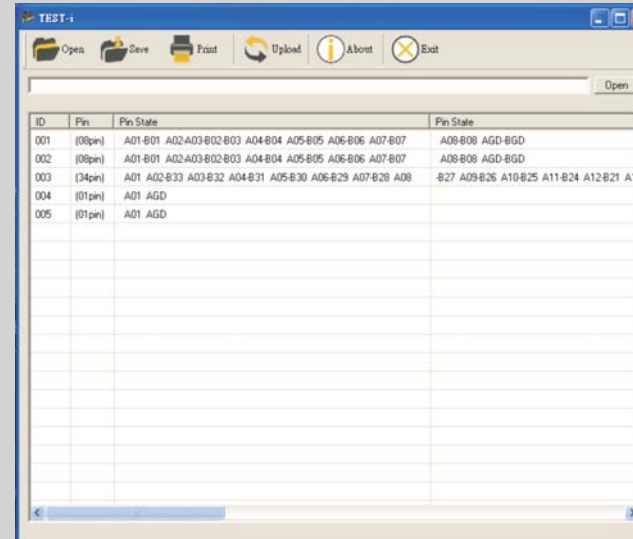 TEST-i
Open Save Print Upload About Exit
Open
ID Pin Pin State Pin State
001 (08pin) A01-B01 A02-A03-B02-B03 A04-B04 A05-B05 A06-B06 A07-B07 A08-B08 AGD-BGD
002 (08pin) A01-B01 A02-A03-B02-B03 A04-B04 A05-B05 A06-B06 A07-B07 A08-B08 AGD-BGD
003 (34pin) A01 A02-B33 A03-B32 A04-B31 A05-B30 A06-B29 A07-B28 A08 -B27 A09-B26 A10-B25 A11-B24 A12-B21
004 (01pin) A01 AGD
005 (01pin) A01 AGD